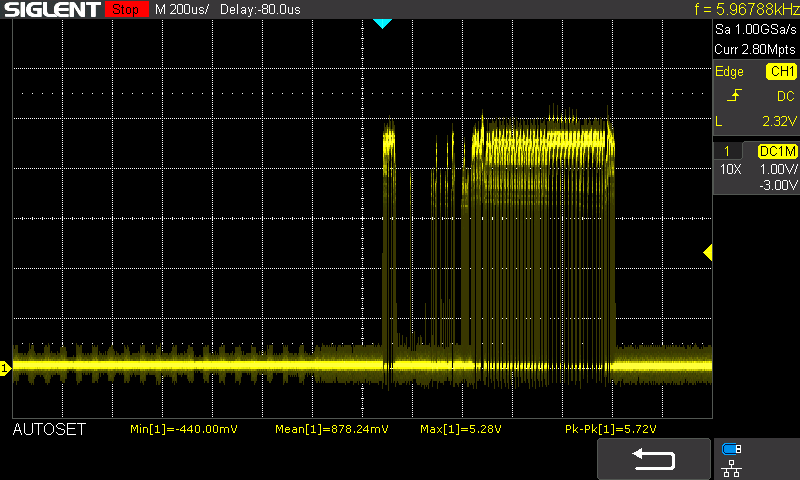 SIGLENT Stop M 200us/ Delay:-80.0us f = 5.96788kHz
Sa 1.00GSa/s
Curr 2.80Mpts
Edge CH1
DC
L 2.32V
1 DC1M
10X 1.00V/
-3.00V
1
AUTOSET Min[1]=-440.00mV Mean[1]=878.24mV Max[1]=5.28V Pk-Pk[1]=5.72V